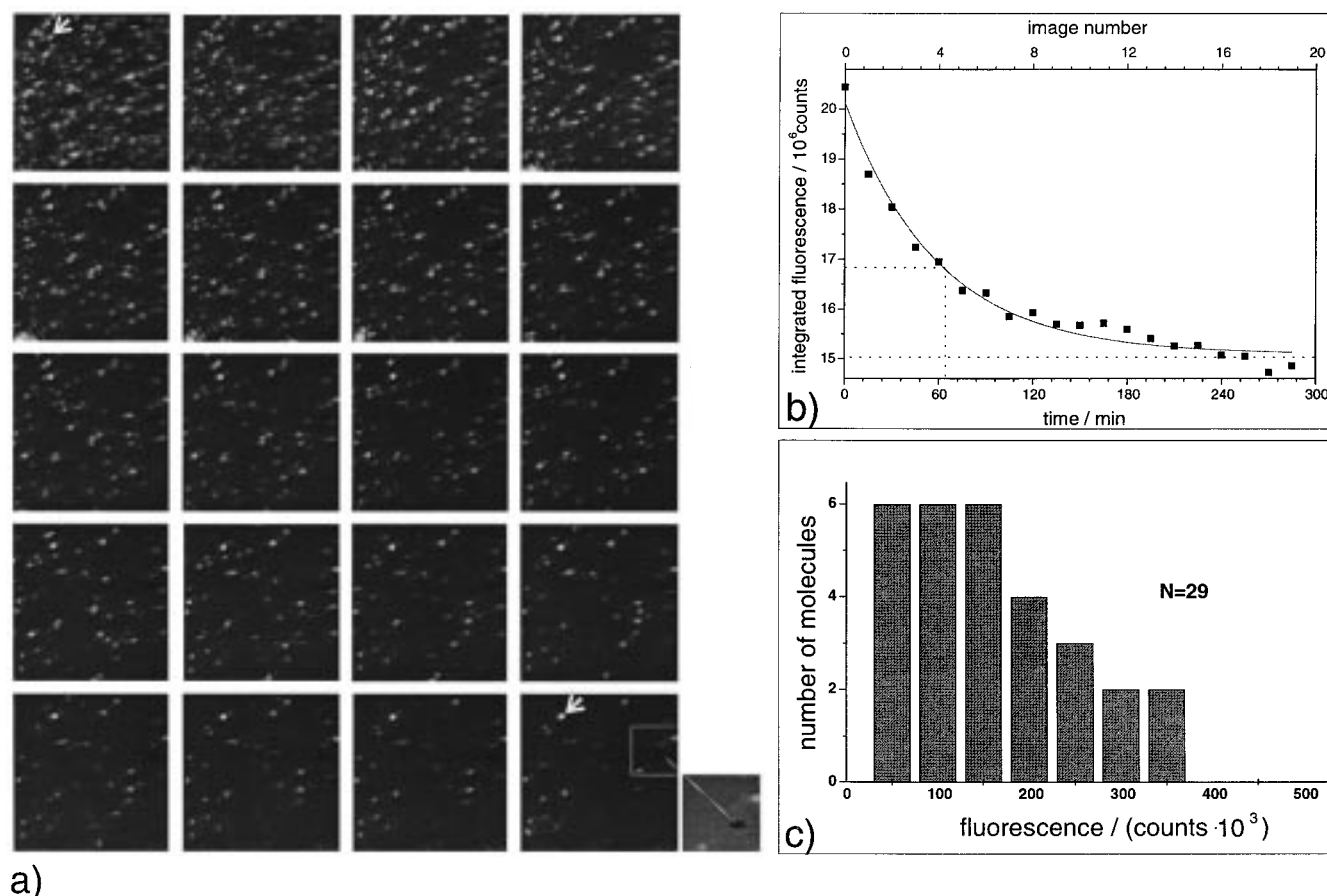 a)
image number
0 4 8 12 16 20
integrated fluorescence / 10⁶counts
20
19
18
17
16
15
0 60 120 180 240 300
time / min
b)
number of molecules
6
4
2
0
N=29
0 100 200 300 400 500
fluorescence / (counts ·10³)
c)